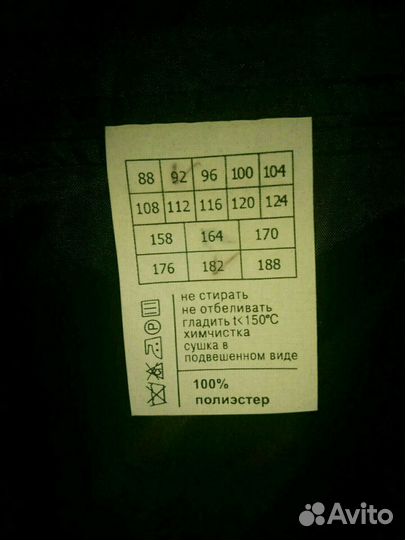 88 92 96 100 104
108 112 116 120 124
158 164 170
176 182 188
не стирать
не отбеливать
гладить t<150°C
химчистка
сушка в
подвешенном виде
P
100%
полиэстер
Avito